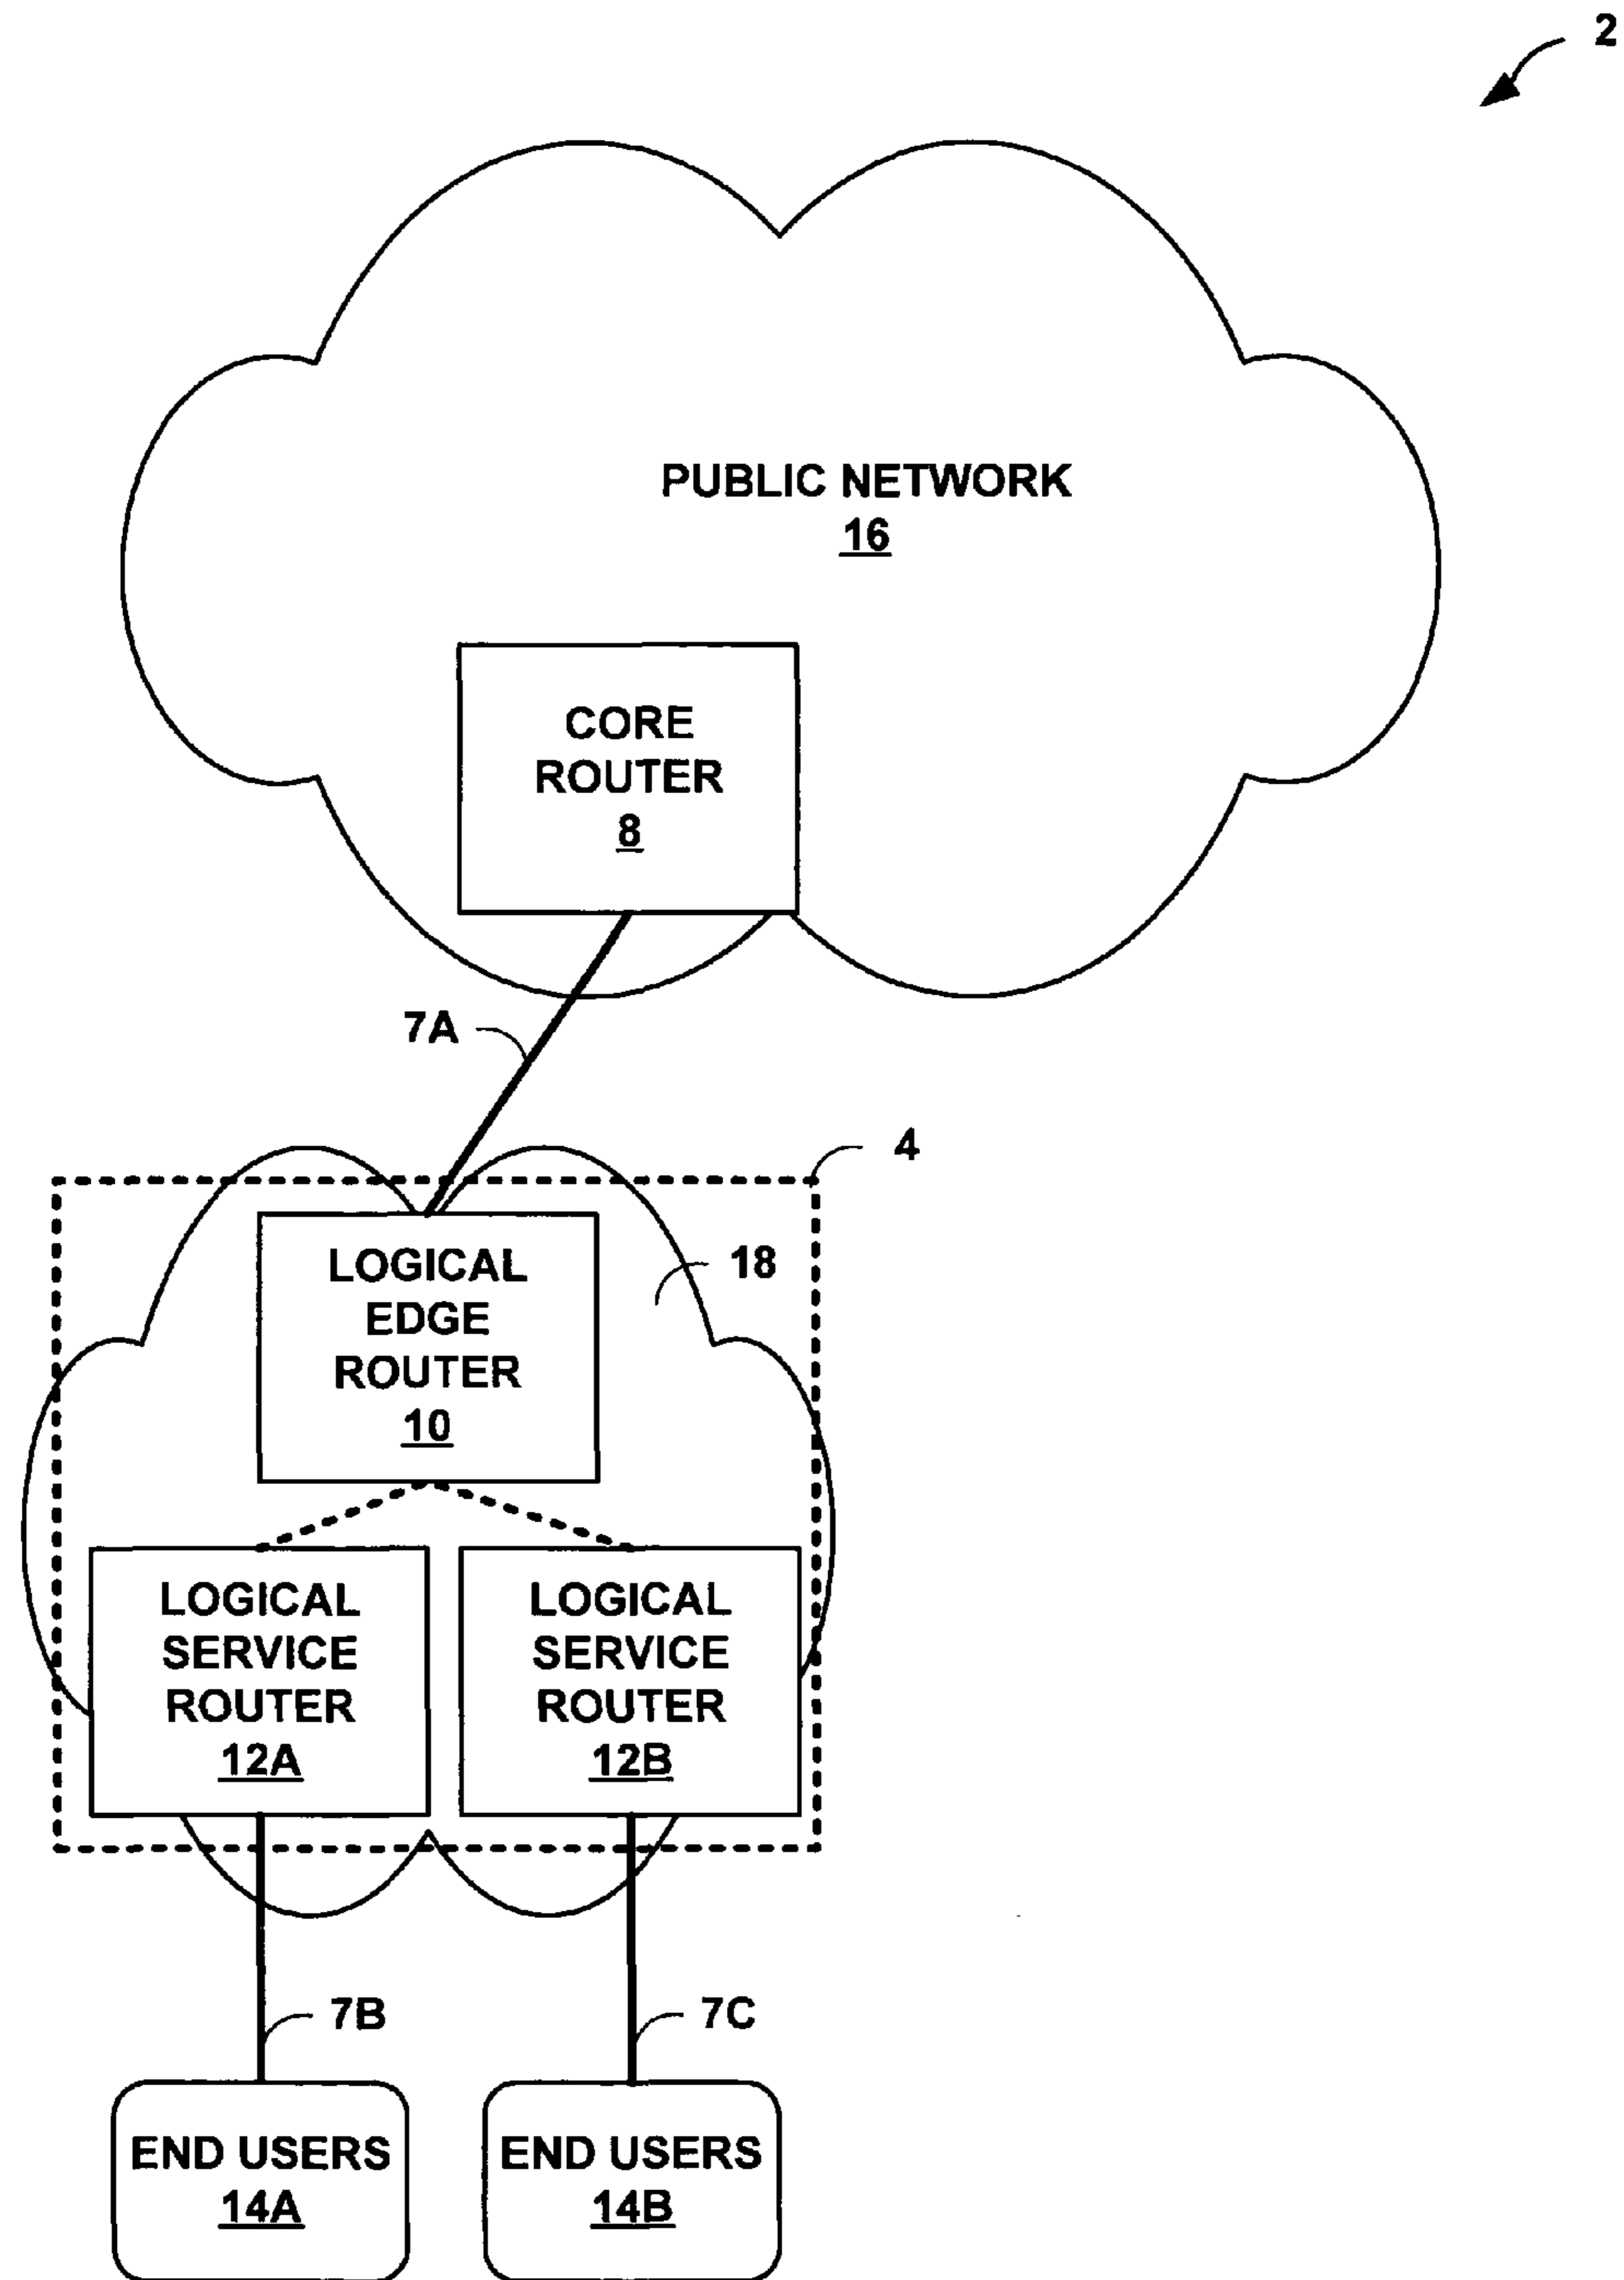 2
PUBLIC NETWORK
16
CORE
ROUTER
8
7A
4
18
LOGICAL
EDGE
ROUTER
10
LOGICAL
SERVICE
ROUTER
12A
LOGICAL
SERVICE
ROUTER
12B
7B
7C
END USERS
14A
END USERS
14B